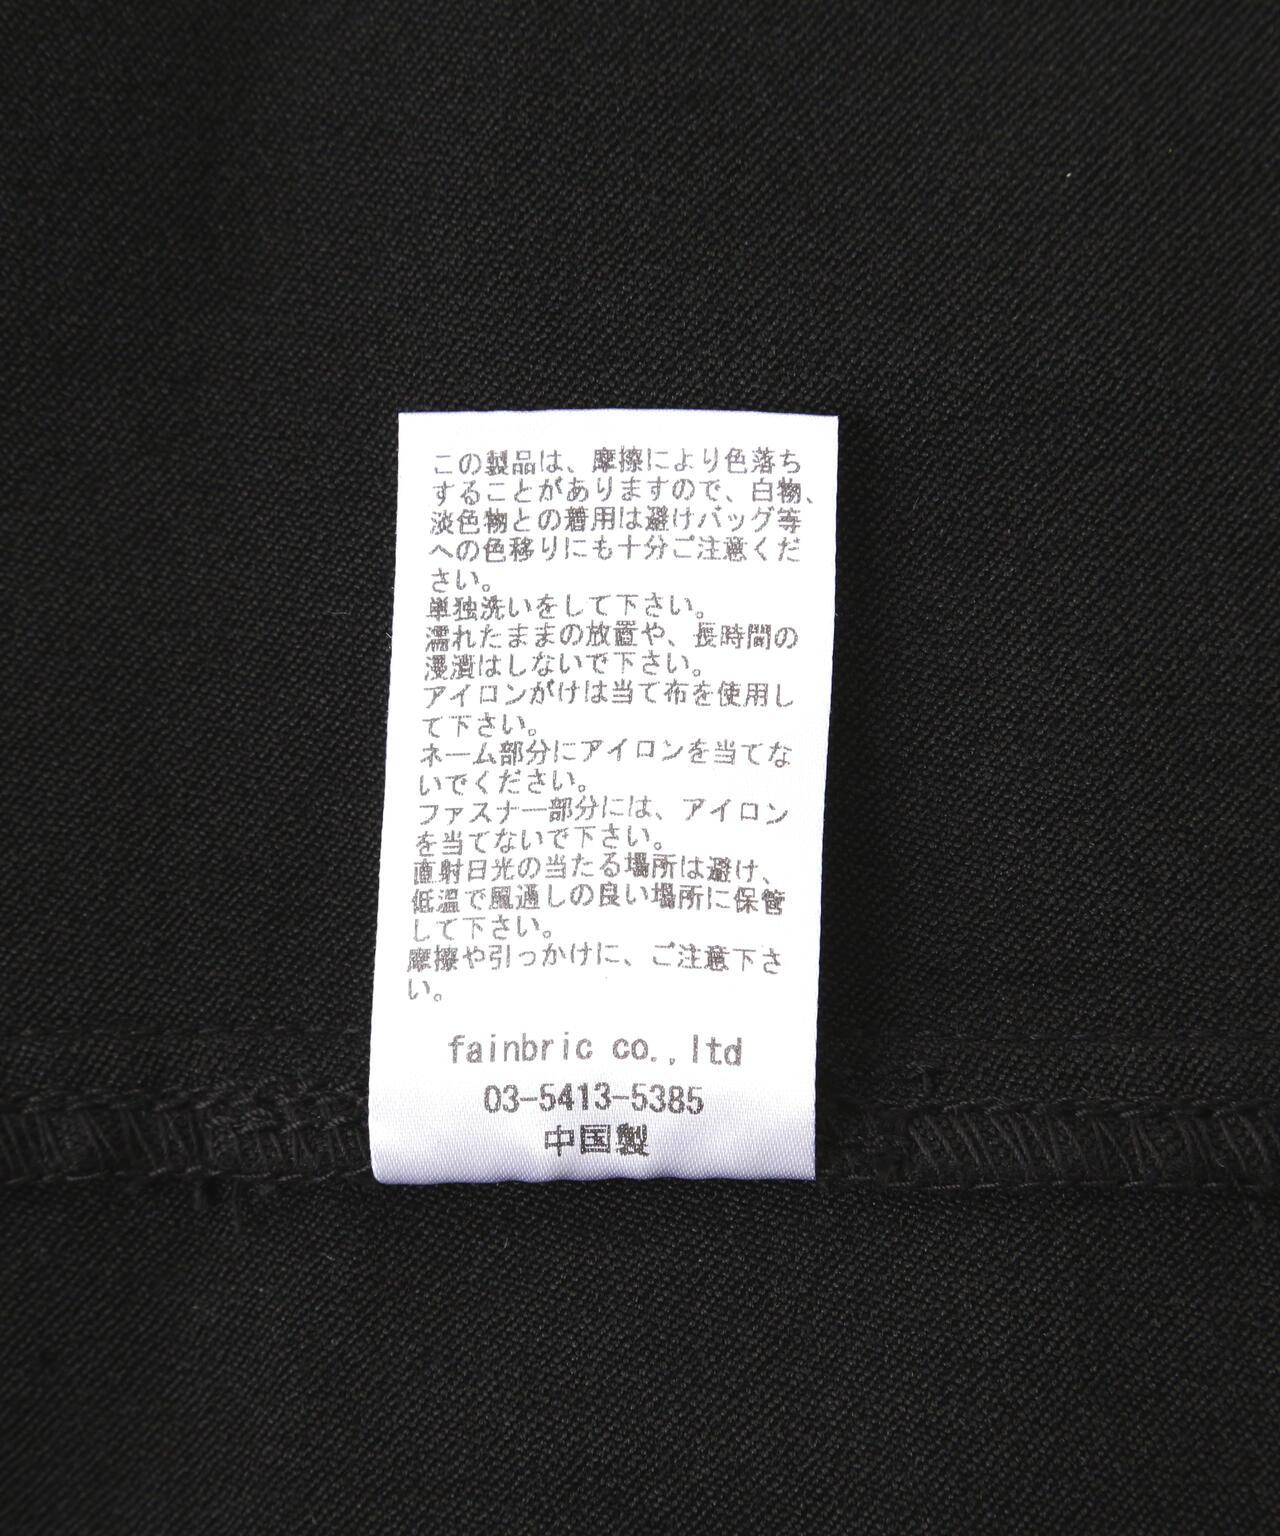 この製品は、摩擦により色落ち
することがありますので、白物、
淡色物との着用は避けバッグ等
への色移りにも十分ご注意くだ
さい。
単独洗いをして下さい。
濡れたままの放置や、長時間の
浸漬はしないで下さい。
アイロンがけは当て布を使用し
て下さい。
ネーム部分にアイロンを当てな
いでください。
ファスナー部分には、アイロン
を当てないで下さい。
直射日光の当たる場所は避け、
低温で風通しの良い場所に保管
して下さい。
摩擦や引っかけに、ご注意下さ
い。
fainbric co.,ltd
03-5413-5385
中国製